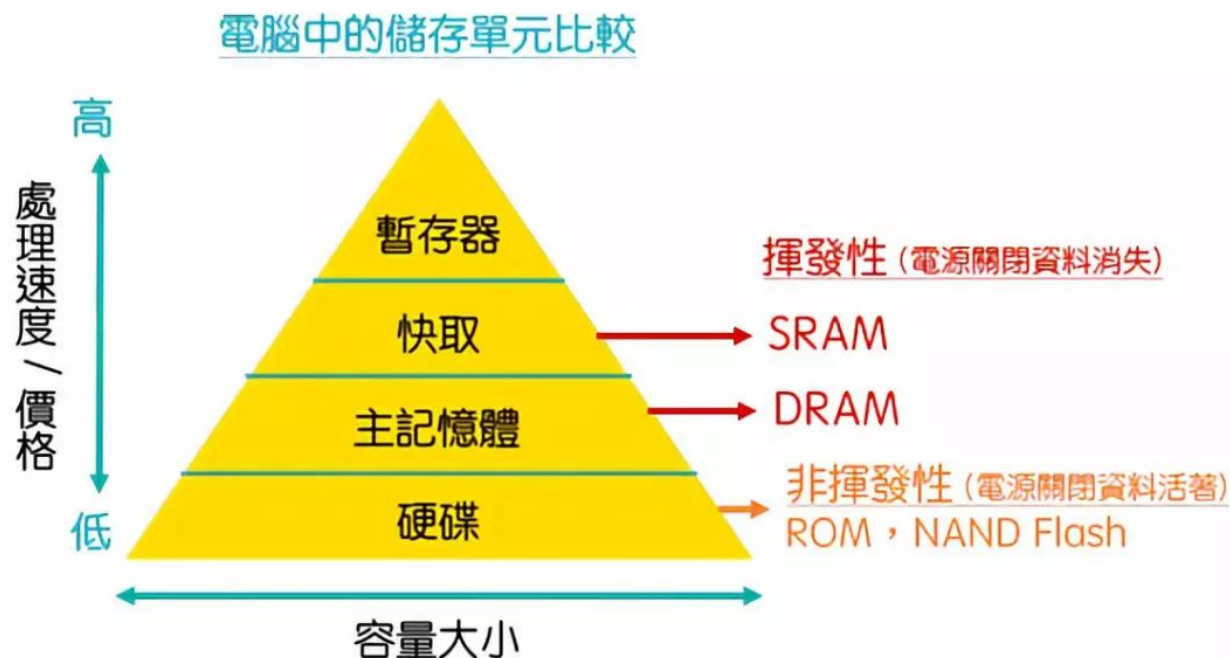 電腦中的儲存單元比較
高
處理速度/價格
低
暫存器
快取
主記憶體
硬碟
揮發性(電源關閉資料消失)
SRAM
DRAM
非揮發性(電源關閉資料活著)
ROM,NAND Flash
容量大小